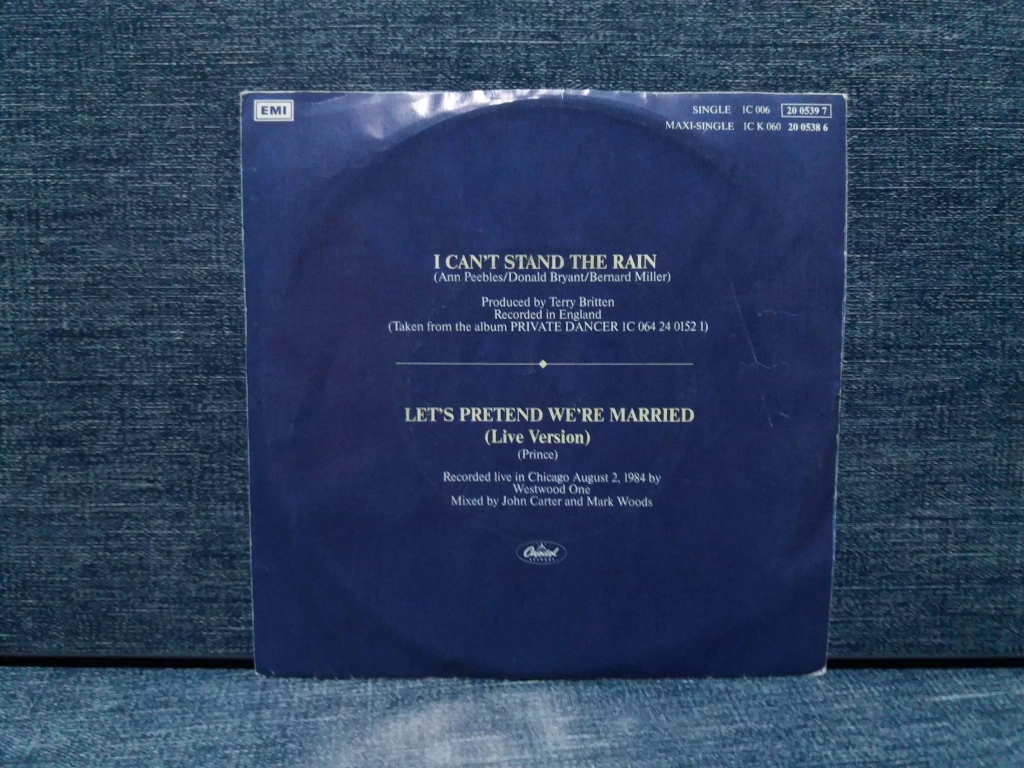 EMI
SINGLE 1C 006 20 0539 7
MAXI-SINGLE 1C K 060 20 0538 6
I CAN'T STAND THE RAIN
(Ann Peebles/Donald Bryant/Bernard Miller)
Produced by Terry Britten
Recorded in England
(Taken from the album PRIVATE DANCER 1C 064 24 0152 1)
LET'S PRETEND WE'RE MARRIED
(Live Version)
(Prince)
Recorded live in Chicago August 2, 1984 by
Westwood One
Mixed by John Carter and Mark Woods
Capitol
RECORDS